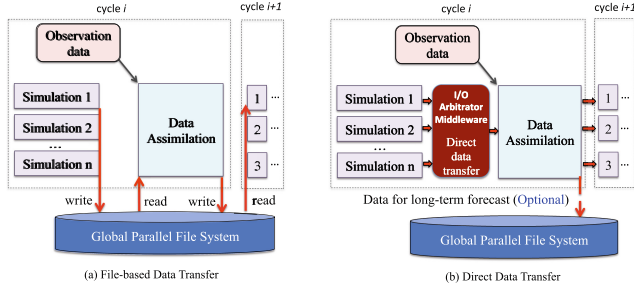 cycle i
cycle i+1
Observation
data
Simulation 1
Simulation 2
...
Simulation n
Data
Assimilation
1 ...
2 ...
3 ...
write
read
write
read
Global Parallel File System
(a) File-based Data Transfer
cycle i
cycle i+1
Observation
data
Simulation 1
Simulation 2
...
Simulation n
I/O
Arbitrator
Middleware
Direct
data
transfer
Data
Assimilation
1 ...
2 ...
3 ...
Data for long-term forecast (Optional)
Global Parallel File System
(b) Direct Data Transfer